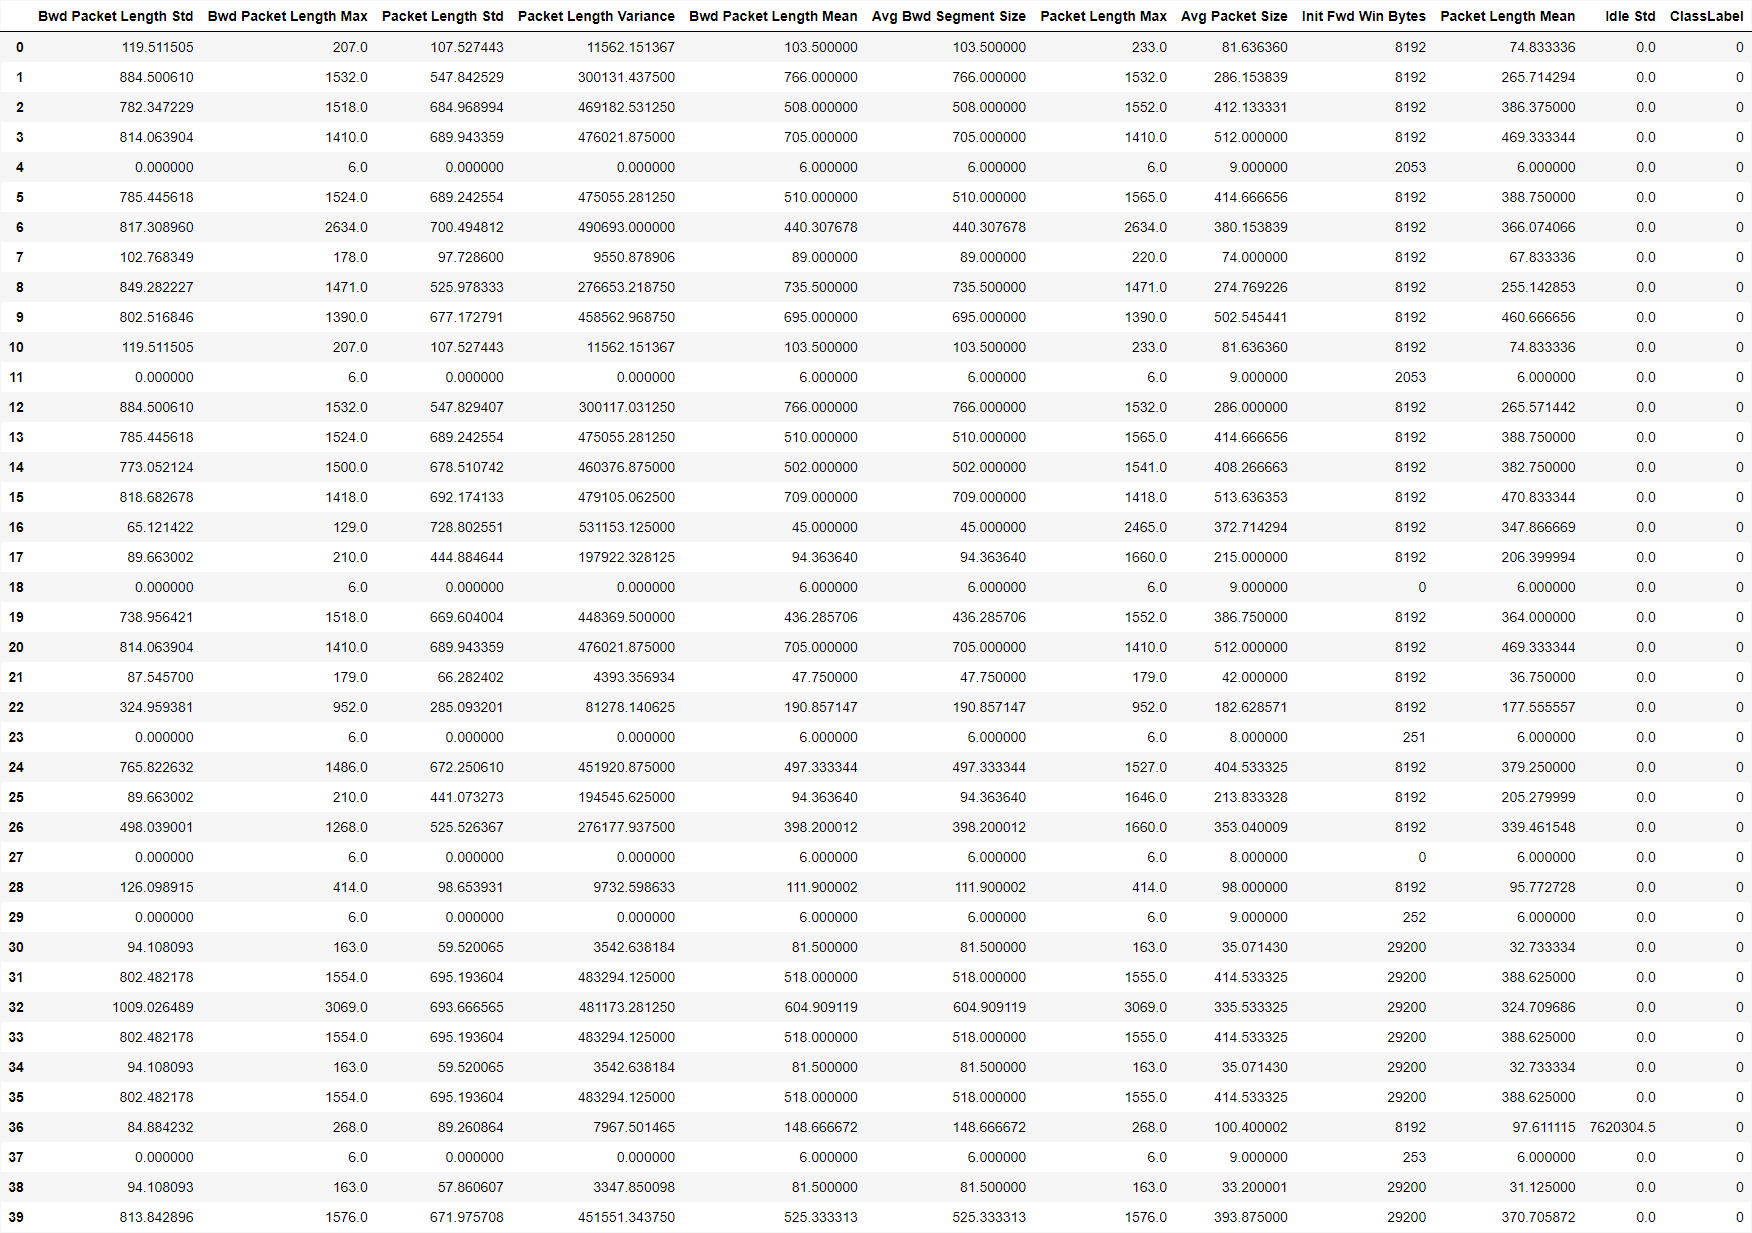 Bwd Packet Length Std Bwd Packet Length Max Packet Length Std Packet Length Variance Bwd Packet Length Mean Avg Bwd Segment Size Packet Length Max Avg Packet Size Init Fwd Win Bytes Packet Length Mean Idle Std ClassLabel
0 119.511505 207.0 107.527443 11562.151367 103.500000 103.500000 233.0 81.636360 8192 74.833336 0.0 0
1 884.500610 1532.0 547.842529 300131.437500 766.000000 766.000000 1532.0 286.153839 8192 265.714294 0.0 0
2 782.347229 1518.0 684.968994 469182.531250 508.000000 508.000000 1552.0 412.133331 8192 386.375000 0.0 0
3 814.063904 1410.0 689.943359 476021.875000 705.000000 705.000000 1410.0 512.000000 8192 469.333344 0.0 0
4 0.000000 6.0 0.000000 0.000000 6.000000 6.000000 6.0 9.000000 2053 6.000000 0.0 0
5 785.445618 1524.0 689.242554 475055.281250 510.000000 510.000000 1565.0 414.666656 8192 388.750000 0.0 0
6 817.308960 2634.0 700.494812 490693.000000 440.307678 440.307678 2634.0 380.153839 8192 366.074066 0.0 0
7 102.768349 178.0 97.728600 9550.878906 89.000000 89.000000 220.0 74.000000 8192 67.833336 0.0 0
8 849.282227 1471.0 525.978333 276653.218750 735.500000 735.500000 1471.0 274.769226 8192 255.142853 0.0 0
9 802.516846 1390.0 677.172791 458562.968750 695.000000 695.000000 1390.0 502.545441 8192 460.666656 0.0 0
10 119.511505 207.0 107.527443 11562.151367 103.500000 103.500000 233.0 81.636360 8192 74.833336 0.0 0
11 0.000000 6.0 0.000000 0.000000 6.000000 6.000000 6.0 9.000000 2053 6.000000 0.0 0
12 884.500610 1532.0 547.829407 300117.031250 766.000000 766.000000 1532.0 286.000000 8192 265.571442 0.0 0
13 785.445618 1524.0 689.242554 475055.281250 510.000000 510.000000 1565.0 414.666656 8192 388.750000 0.0 0
14 773.052124 1500.0 678.510742 460376.875000 502.000000 502.000000 1541.0 408.266663 8192 382.750000 0.0 0
15 818.682678 1418.0 692.174133 479105.062500 709.000000 709.000000 1418.0 513.636353 8192 470.833344 0.0 0
16 65.121422 129.0 728.802551 531153.125000 45.000000 45.000000 2465.0 372.714294 8192 347.866669 0.0 0
17 89.663002 210.0 444.884644 197922.328125 94.363640 94.363640 1660.0 215.000000 8192 206.399994 0.0 0
18 0.000000 6.0 0.000000 0.000000 6.000000 6.000000 6.0 9.000000 0 6.000000 0.0 0
19 738.956421 1518.0 669.604004 448369.500000 436.285706 436.285706 1552.0 386.750000 8192 364.000000 0.0 0
20 814.063904 1410.0 689.943359 476021.875000 705.000000 705.000000 1410.0 512.000000 8192 469.333344 0.0 0
21 87.545700 179.0 66.282402 4393.356934 47.750000 47.750000 179.0 42.000000 8192 36.750000 0.0 0
22 324.959381 952.0 285.093201 81278.140625 190.857147 190.857147 952.0 182.628571 8192 177.555557 0.0 0
23 0.000000 6.0 0.000000 0.000000 6.000000 6.000000 6.0 8.000000 251 6.000000 0.0 0
24 765.822632 1486.0 672.250610 451920.875000 497.333344 497.333344 1527.0 404.533325 8192 379.250000 0.0 0
25 89.663002 210.0 441.073273 194545.625000 94.363640 94.363640 1646.0 213.833328 8192 205.279999 0.0 0
26 498.039001 1268.0 525.526367 276177.937500 398.200012 398.200012 1660.0 353.040009 8192 339.461548 0.0 0
27 0.000000 6.0 0.000000 0.000000 6.000000 6.000000 6.0 8.000000 0 6.000000 0.0 0
28 126.098915 414.0 98.653931 9732.598633 111.900002 111.900002 414.0 98.000000 8192 95.772728 0.0 0
29 0.000000 6.0 0.000000 0.000000 6.000000 6.000000 6.0 9.000000 252 6.000000 0.0 0
30 94.108093 163.0 59.520065 3542.638184 81.500000 81.500000 163.0 35.071430 29200 32.733334 0.0 0
31 802.482178 1554.0 695.193604 483294.125000 518.000000 518.000000 1555.0 414.533325 29200 388.625000 0.0 0
32 1009.026489 3069.0 693.666565 481173.281250 604.909119 604.909119 3069.0 335.533325 29200 324.709686 0.0 0
33 802.482178 1554.0 695.193604 483294.125000 518.000000 518.000000 1555.0 414.533325 29200 388.625000 0.0 0
34 94.108093 163.0 59.520065 3542.638184 81.500000 81.500000 163.0 35.071430 29200 32.733334 0.0 0
35 802.482178 1554.0 695.193604 483294.125000 518.000000 518.000000 1555.0 414.533325 29200 388.625000 0.0 0
36 84.884232 268.0 89.260864 7967.501465 148.666672 148.666672 268.0 100.400002 8192 97.611115 7620304.5 0
37 0.000000 6.0 0.000000 0.000000 6.000000 6.000000 6.0 9.000000 253 6.000000 0.0 0
38 94.108093 163.0 57.860607 3347.850098 81.500000 81.500000 163.0 33.200001 29200 31.125000 0.0 0
39 813.842896 1576.0 671.975708 451551.343750 525.333313 525.333313 1576.0 393.875000 29200 370.705872 0.0 0